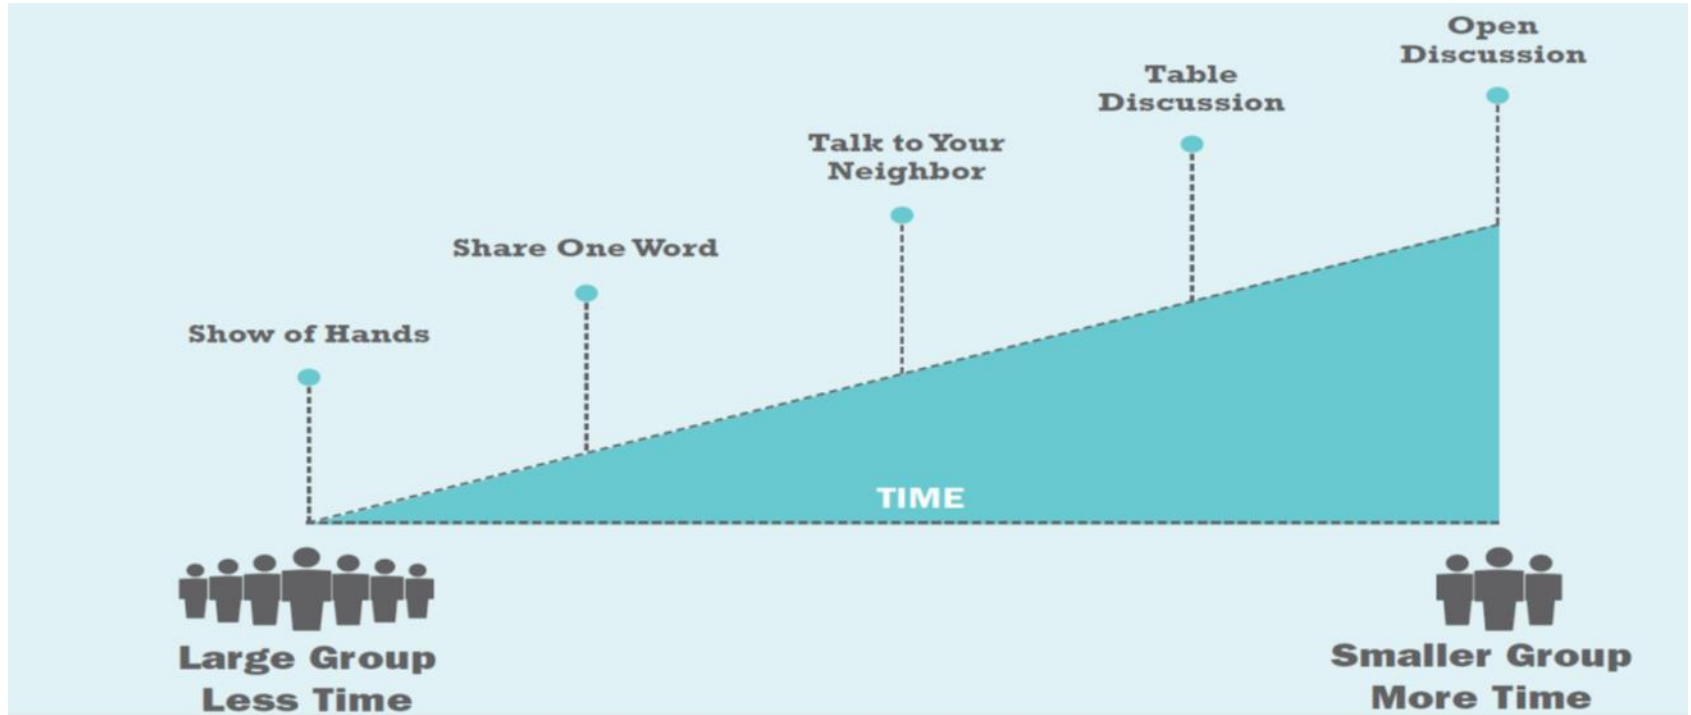 Open
Discussion
Table
Discussion
Talk to Your
Neighbor
Share One Word
Show of Hands
TIME
Large Group
Less Time
Smaller Group
More Time